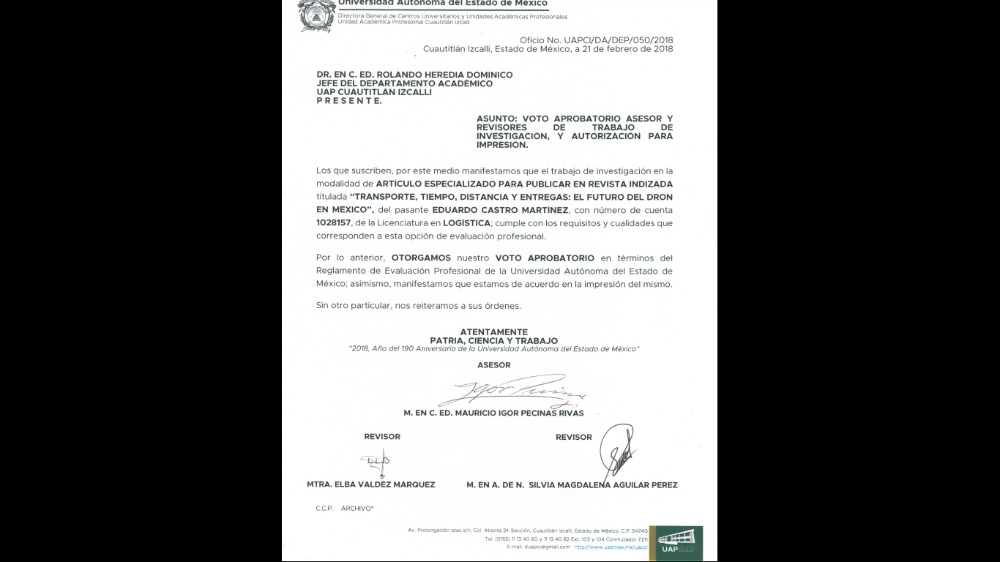 Universidad Autónoma del Estado de México
Directora General de Centros Universitarios y Unidades Académicas Profesionales
Unidad Académica Profesional Cuautitlán Izcalli
Oficio No. UAPCI/DA/DEP/050/2018
Cuautitlán Izcalli, Estado de México, a 21 de febrero de 2018
DR. EN C. ED. ROLANDO HEREDIA DOMINICO
JEFE DEL DEPARTAMENTO ACADÉMICO
UAP CUAUTITLÁN IZCALLI
P R E S E N T E.
ASUNTO: VOTO APROBATORIO ASESOR Y
REVISORES DE TRABAJO DE
INVESTIGACIÓN, Y AUTORIZACIÓN PARA
IMPRESIÓN.
Los que suscriben, por este medio manifestamos que el trabajo de investigación en la
modalidad de ARTÍCULO ESPECIALIZADO PARA PUBLICAR EN REVISTA INDIZADA
titulada “TRANSPORTE, TIEMPO, DISTANCIA Y ENTREGAS: EL FUTURO DEL DRON
EN MÉXICO”, del pasante EDUARDO CASTRO MARTÍNEZ, con número de cuenta
1028157, de la Licenciatura en LOGÍSTICA; cumple con los requisitos y cualidades que
corresponden a esta opción de evaluación profesional.
Por lo anterior, OTORGAMOS nuestro VOTO APROBATORIO en términos del
Reglamento de Evaluación Profesional de la Universidad Autónoma del Estado de
México; asimismo, manifestamos que estamos de acuerdo en la impresión del mismo.
Sin otro particular, nos reiteramos a sus órdenes.
ATENTAMENTE
PATRIA, CIENCIA Y TRABAJO
“2018, Año del 190 Aniversario de la Universidad Autónoma del Estado de México”
ASESOR
M. EN C. ED. MAURICIO IGOR PECINAS RIVAS
REVISOR REVISOR
MTRA. ELBA VALDÉZ MÁRQUEZ M. EN A. DE N. SILVIA MAGDALENA AGUILAR PEREZ
C.C.P. ARCHIVO*
Av. Prolongación Islas s/n, Col. Atlanta 2ª. Sección, Cuautitlán Izcalli, Estado de México. C.P. 54740
Tel. (0155) 11 13 40 60 y 11 13 40 62 Ext. 103 y 104 Conmutador 7211
E-mail: duapci@gmail.com http://www.uaemex.mx/uapci
UAP IZCALLI